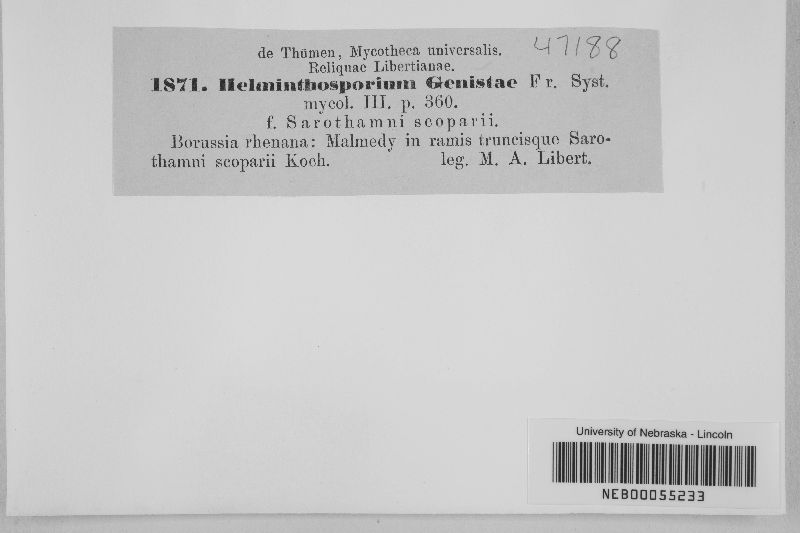 de Thümen, Mycotheca universalis. 47188
Reliquae Libertianae.
1871. Helminthosporium Genistae Fr. Syst.
mycol. III. p. 360.
f. Sarothamni scoparii.
Borussia rhenana: Malmedy in ramis truncisque Saro-
thamni scoparii Koch. leg. M. A. Libert.
University of Nebraska - Lincoln
NEB00055233